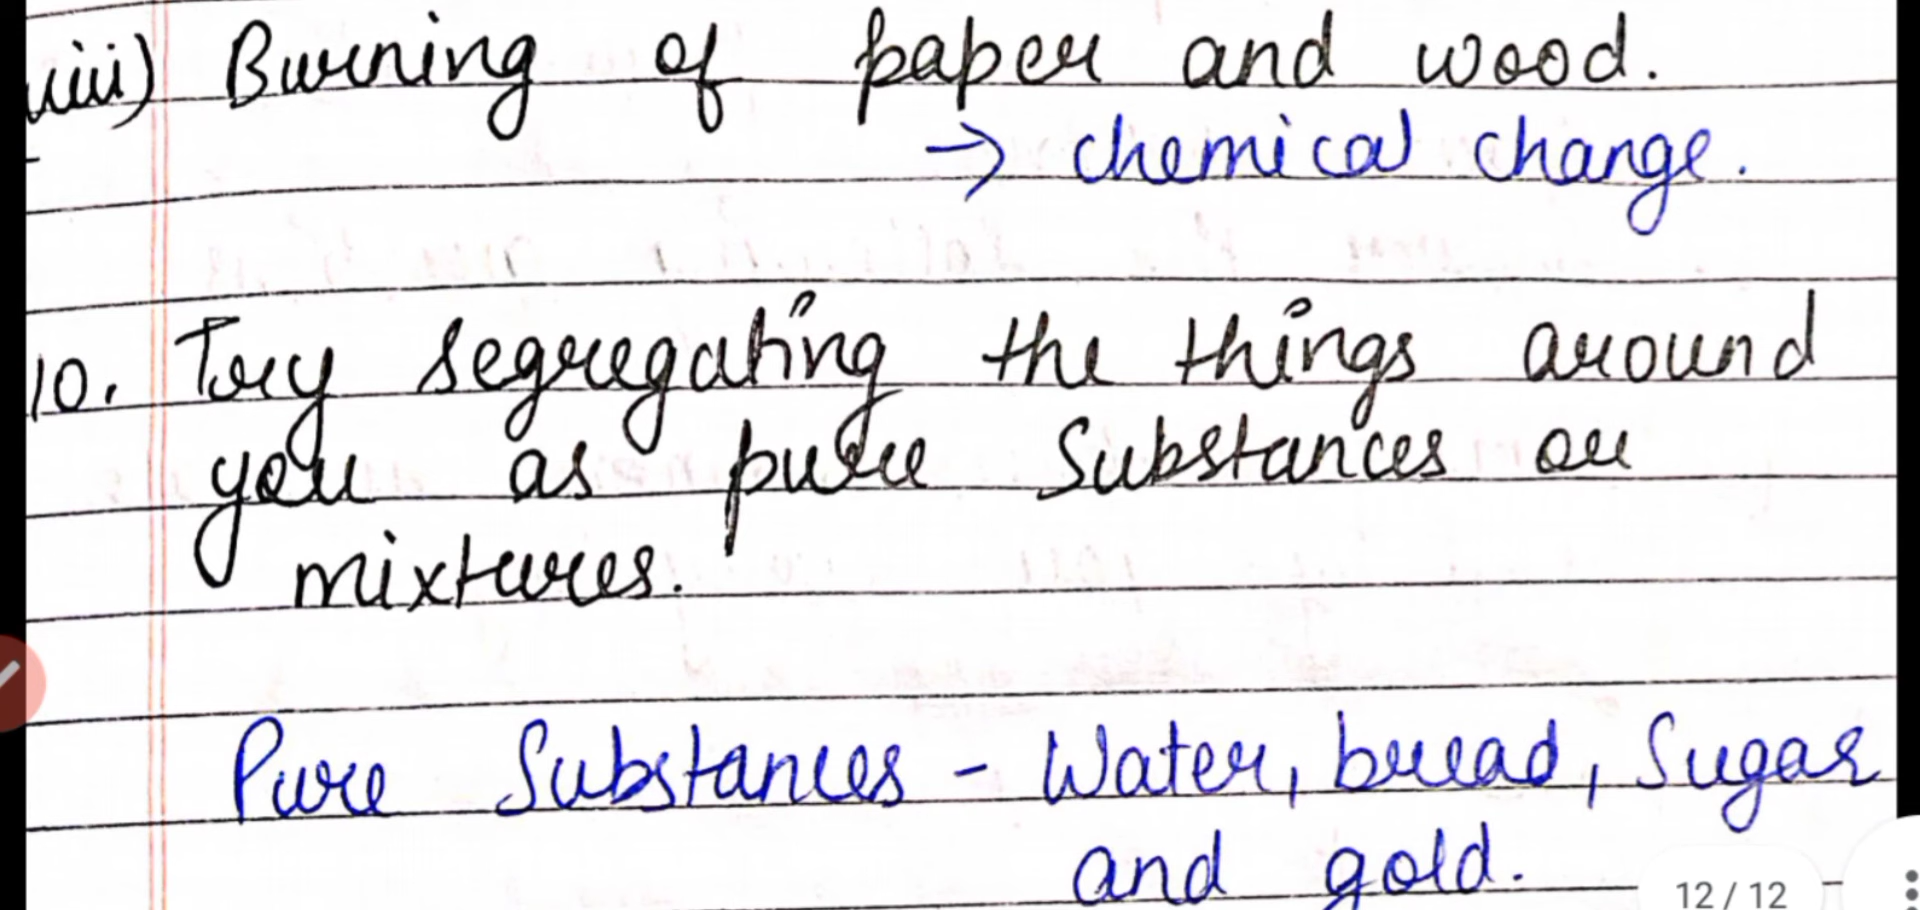 viii) Burning of paper and wood.
→ chemical change.
10. Try segregating the things around
you as pure Substances or
mixtures.
Pure Substances - Water, bread, Sugar
and gold.
12/12